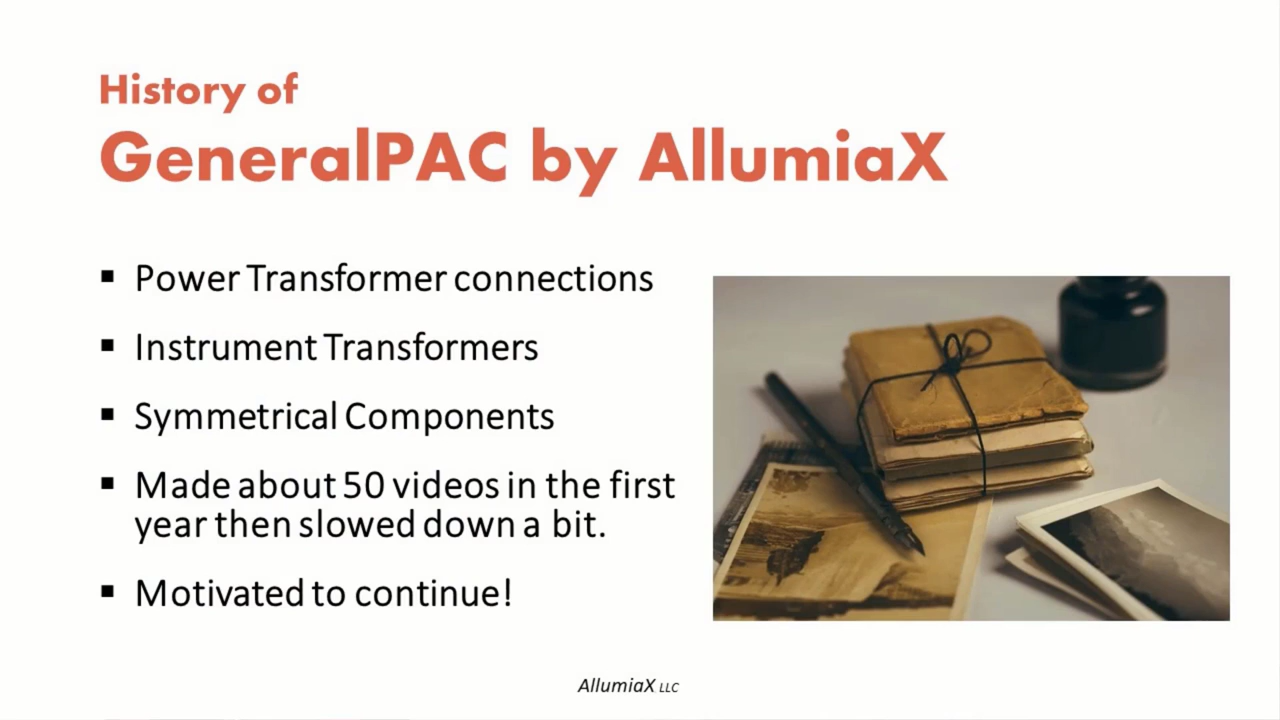 History of
GeneralPAC by AllumiaX
▪ Power Transformer connections
▪ Instrument Transformers
▪ Symmetrical Components
▪ Made about 50 videos in the first
year then slowed down a bit.
▪ Motivated to continue!
AllumiaX LLC